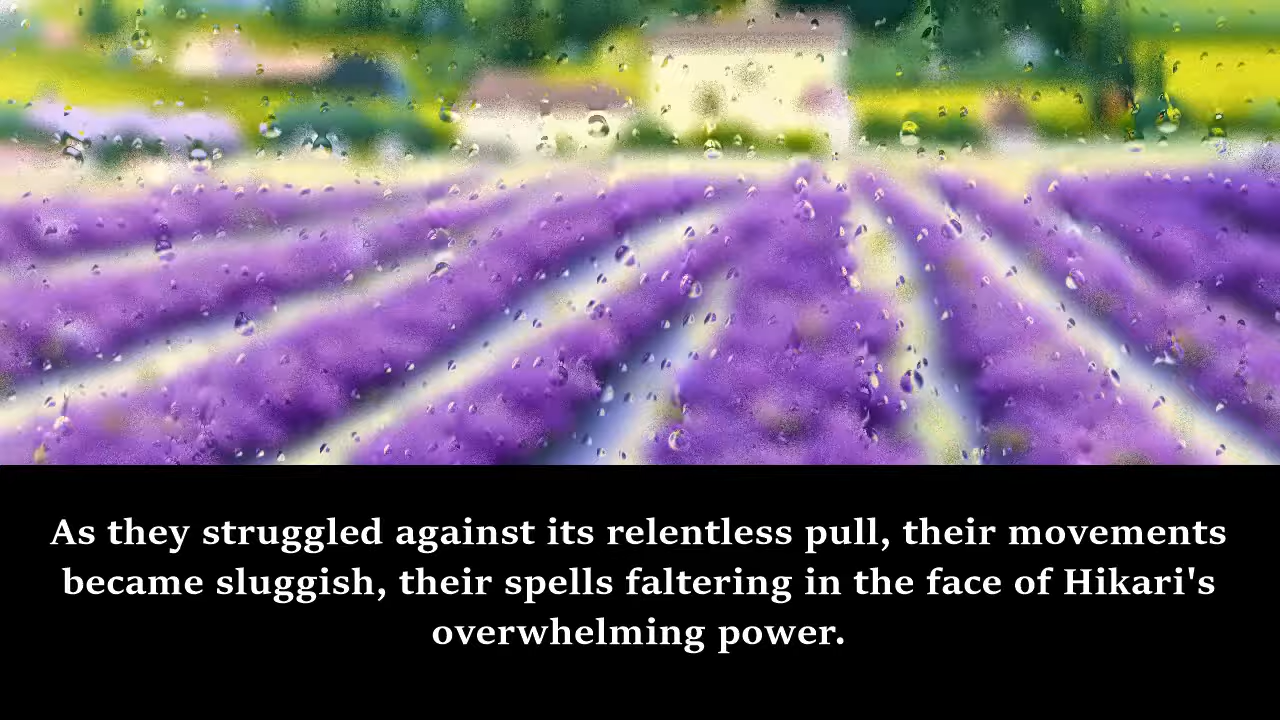 As they struggled against its relentless pull, their movements
became sluggish, their spells faltering in the face of Hikari's
overwhelming power.